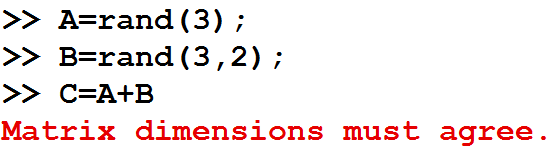 >> A=rand(3);
>> B=rand(3,2);
>> C=A+B
Matrix dimensions must agree.